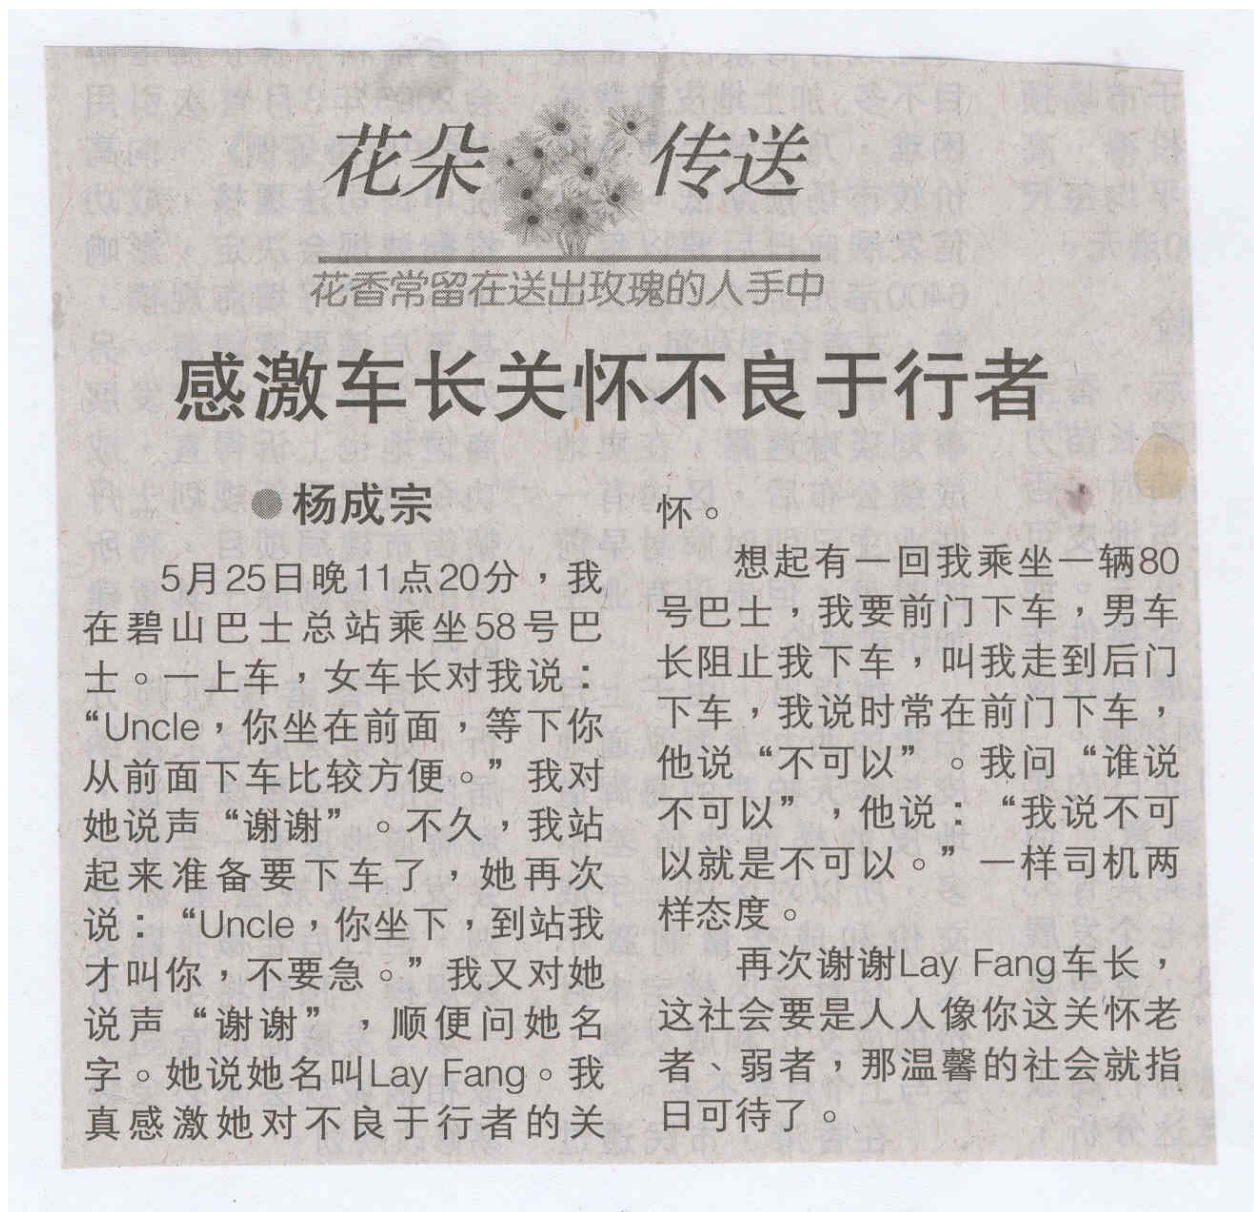 花朵传送
花香常留在送出玫瑰的人手中
感激车长关怀不良于行者
●杨成宗
5月25日晚11点20分，我
在碧山巴士总站乘坐58号巴
士。一上车，女车长对我说：
“Uncle，你坐在前面，等下你
从前面下车比较方便。”我对
她说声“谢谢”。不久，我站
起来准备要下车了，她再次
说：“Uncle，你坐下，到站我
才叫你，不要急。”我又对她
说声“谢谢”，顺便问她名
字。她说她名叫Lay Fang。我
真感激她对不良于行者的关
怀。
想起有一回我乘坐一辆80
号巴士，我要前门下车，男车
长阻止我下车，叫我走到后门
下车，我说时常在前门下车，
他说“不可以”。我问“谁说
不可以”，他说：“我说不可
以就是不可以。”一样司机两
样态度。
再次谢谢Lay Fang车长，
这社会要是人人像你这关怀老
者、弱者，那温馨的社会就指
日可待了。